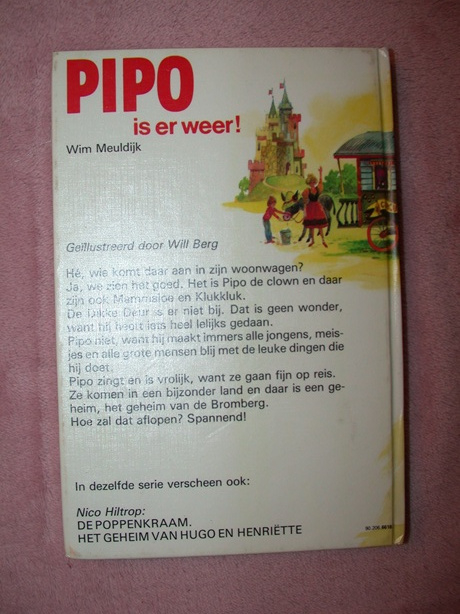 PIPO
is er weer!
Wim Meuldijk
Geïllustreerd door Will Berg
Hé, wie komt daar aan in zijn woonwagen?
Ja, we zien het goed. Het is Pipo de clown en daar
zijn ook Mammaloe en Klukkluk.
De Dikke Deur is er niet bij. Dat is geen wonder,
want hij heeft iets heel lelijks gedaan.
Pipo niet, want hij maakt immers alle jongens, meis-
jes en alle grote mensen blij met de leuke dingen die
hij doet.
Pipo zingt en is vrolijk, want ze gaan fijn op reis.
Ze komen in een bijzonder land en daar is een ge-
heim, het geheim van de Bromberg.
Hoe zal dat aflopen? Spannend!
In dezelfde serie verscheen ook:
Nico Hiltrop:
DE POPPENKRAAM.
HET GEHEIM VAN HUGO EN HENRIËTTE